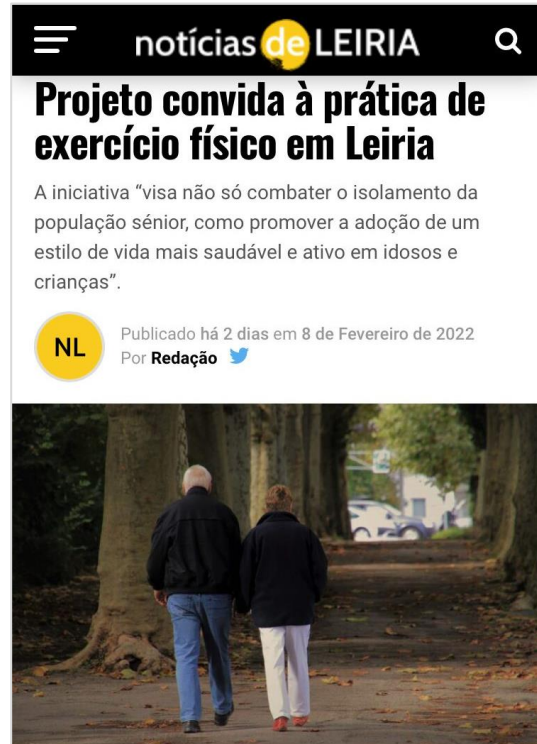 notícias de LEIRIA
Projeto convida à prática de
exercício físico em Leiria
A iniciativa “visa não só combater o isolamento da
população sénior, como promover a adoção de um
estilo de vida mais saudável e ativo em idosos e
crianças”.
NL
Publicado há 2 dias em 8 de Fevereiro de 2022
Por Redação